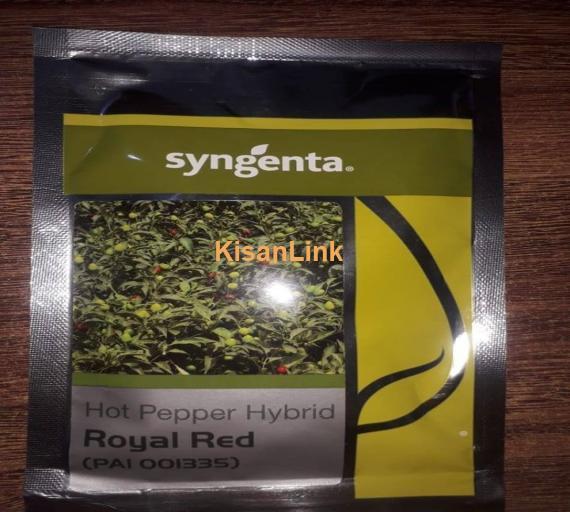 syngenta®
KisanLink
Hot Pepper Hybrid
Royal Red
(PAI 001335)